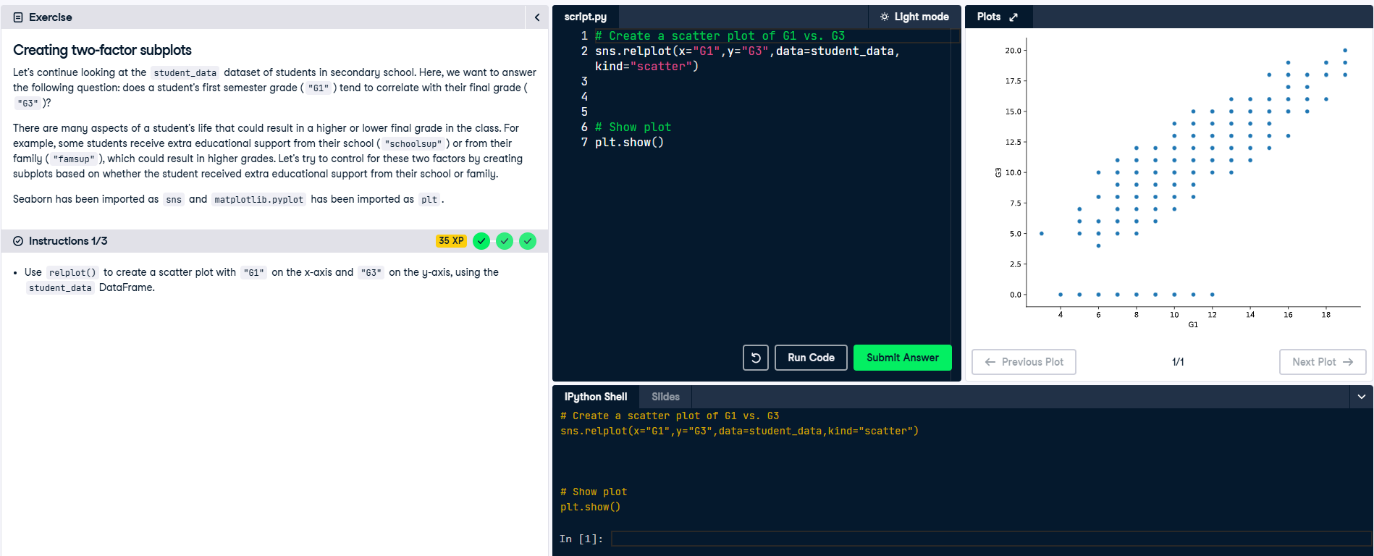 Exercise
Creating two-factor subplots
Let's continue looking at the student_data dataset of students in secondary school. Here, we want to answer
the following question: does a student's first semester grade ( "G1" ) tend to correlate with their final grade (
"G3" )?
There are many aspects of a student's life that could result in a higher or lower final grade in the class. For
example, some students receive extra educational support from their school ( "schoolsup" ) or from their
family ( "famsup" ), which could result in higher grades. Let's try to control for these two factors by creating
subplots based on whether the student received extra educational support from their school or family.
Seaborn has been imported as sns and matplotlib.pyplot has been imported as plt .
Instructions 1/3
35 XP
• Use relplot() to create a scatter plot with "G1" on the x-axis and "G3" on the y-axis, using the
student_data DataFrame.
script.py
Light mode
1 # Create a scatter plot of G1 vs. G3
2 sns.relplot(x="G1",y="G3",data=student_data,
kind="scatter")
3
4
5
6 # Show plot
7 plt.show()
Run Code
Submit Answer
Plots
20.0
17.5
15.0
12.5
10.0
7.5
5.0
2.5
0.0
G3
4 6 8 10 12 14 16 18
G1
← Previous Plot
1/1
Next Plot →
IPython Shell
Slides
# Create a scatter plot of G1 vs. G3
sns.relplot(x="G1",y="G3",data=student_data,kind="scatter")
# Show plot
plt.show()
In [1]: